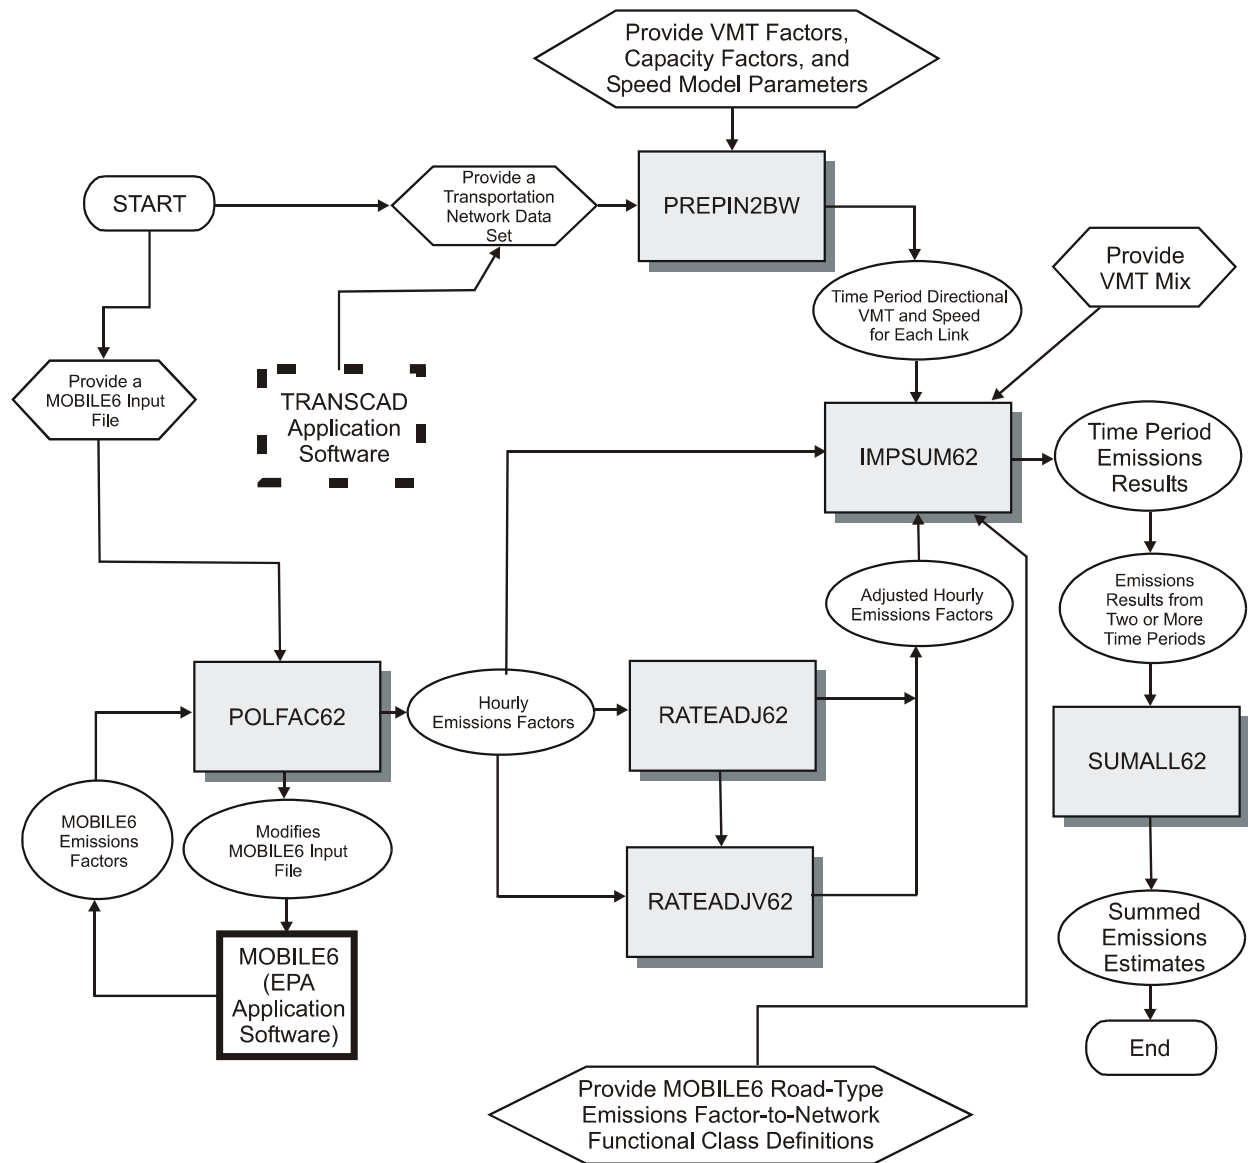 Provide VMT Factors,
Capacity Factors, and
Speed Model Parameters
START
Provide a
Transportation
Network Data
Set
PREPIN2BW
Provide
VMT Mix
Time Period Directional
VMT and Speed
for Each Link
Provide a
MOBILE6 Input
File
TRANSCAD
Application
Software
IMPSUM62
Time Period
Emissions
Results
Adjusted Hourly
Emissions Factors
Emissions
Results from
Two or More
Time Periods
POLFAC62
Hourly
Emissions Factors
RATEADJ62
SUMALL62
MOBILE6
Emissions
Factors
Modifies
MOBILE6 Input
File
RATEADJV62
Summed
Emissions
Estimates
MOBILE6
(EPA
Application
Software)
End
Provide MOBILE6 Road-Type
Emissions Factor-to-Network
Functional Class Definitions